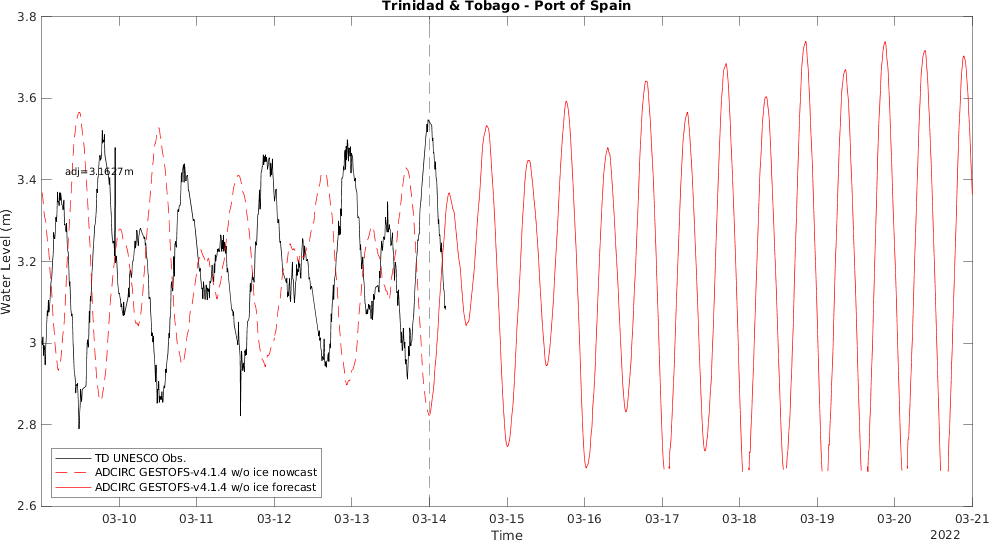 Trinidad & Tobago - Port of Spain
3.8
3.6
3.4
3.2
3
2.8
2.6
Water Level (m)
adj=3.1627m
TD UNESCO Obs.
ADCIRC GESTOFS-v4.1.4 w/o ice nowcast
ADCIRC GESTOFS-v4.1.4 w/o ice forecast
03-10 03-11 03-12 03-13 03-14 03-15 03-16 03-17 03-18 03-19 03-20 03-21
Time
2022